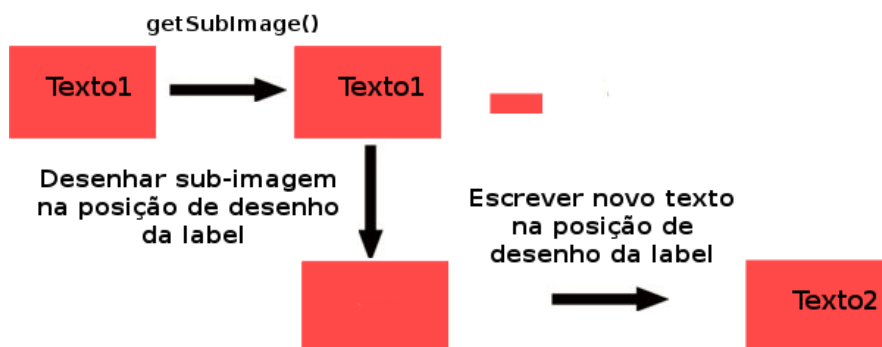 getSubImage()
Texto1
Texto1
Desenhar sub-imagem
na posição de desenho
da label
Escrever novo texto
na posição de
desenho da label
Texto2